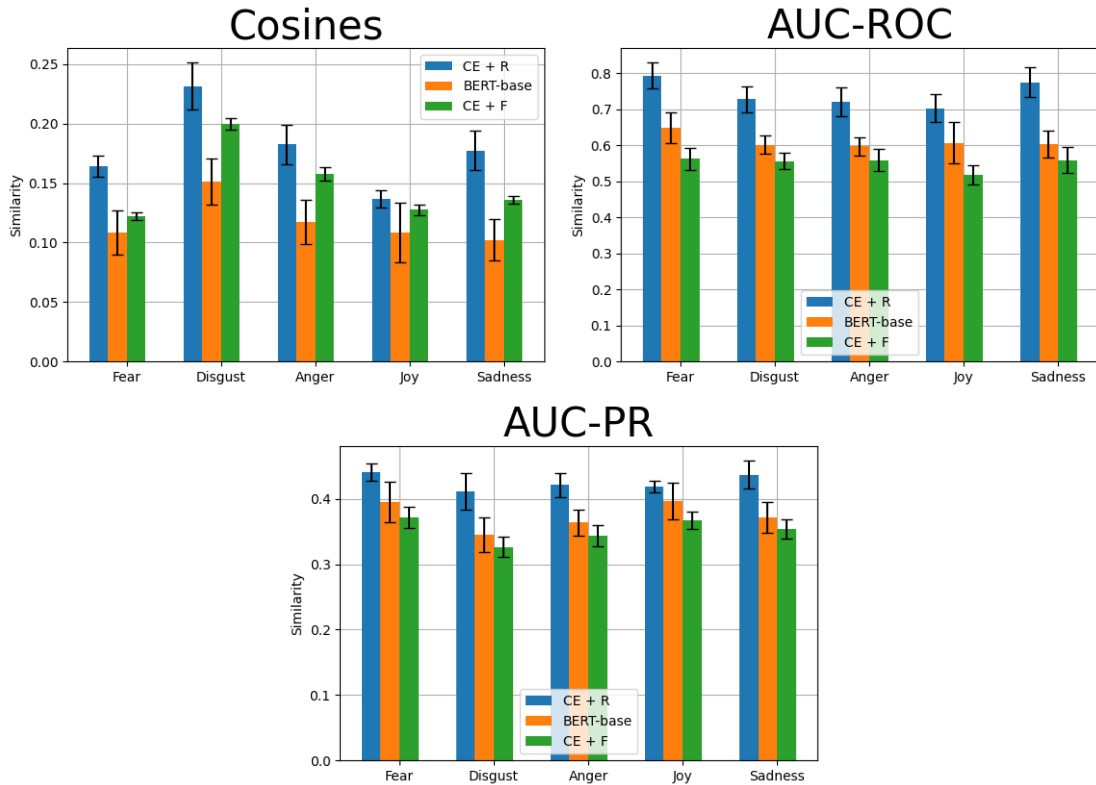 Cosines
Similarity
0.25
0.20
0.15
0.10
0.05
0.00
CE + R
BERT-base
CE + F
Fear Disgust Anger Joy Sadness
AUC-ROC
Similarity
0.8
0.7
0.6
0.5
0.4
0.3
0.2
0.1
0.0
CE + R
BERT-base
CE + F
Fear Disgust Anger Joy Sadness
AUC-PR
Similarity
0.4
0.3
0.2
0.1
0.0
CE + R
BERT-base
CE + F
Fear Disgust Anger Joy Sadness